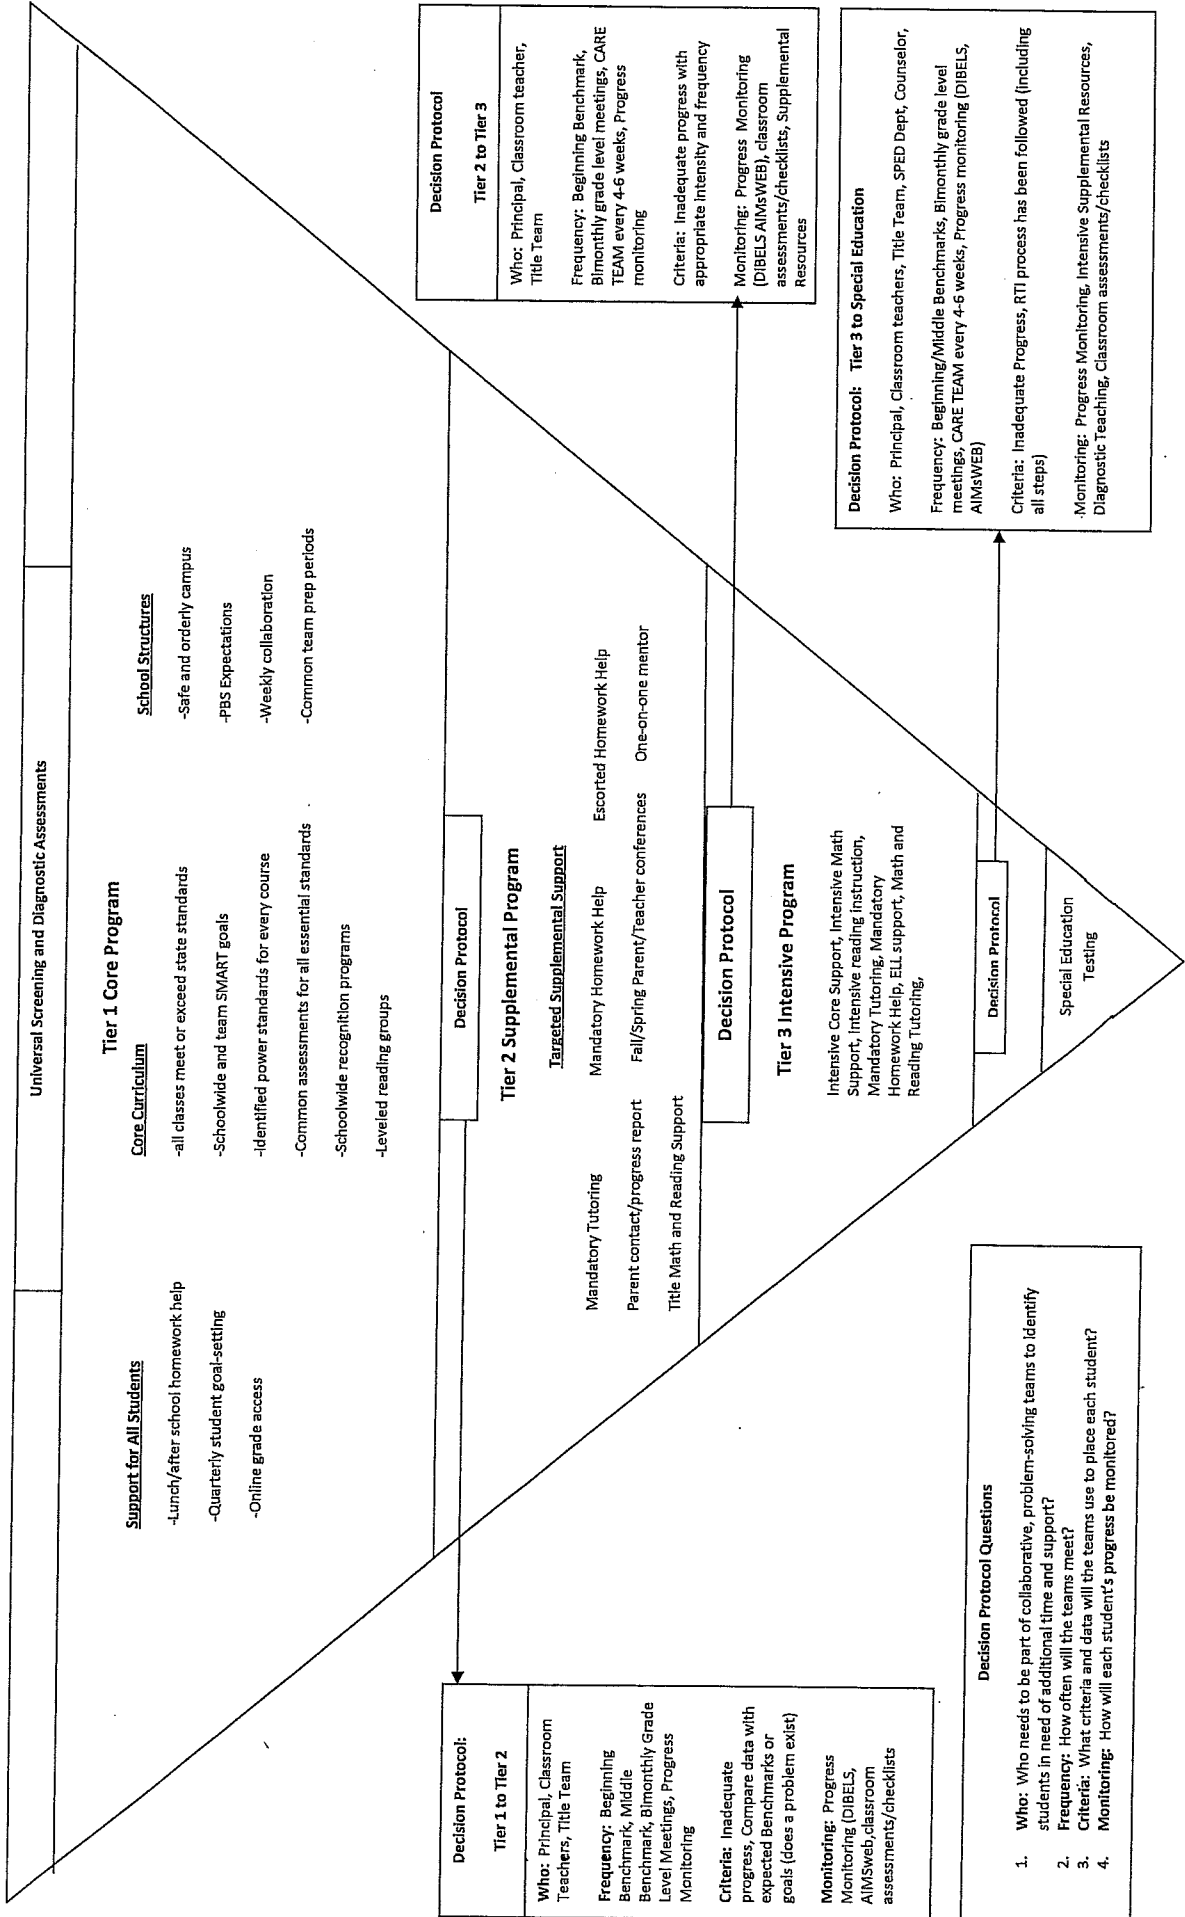 Universal Screening and Diagnostic Assessments
Tier 1 Core Program
Support for All Students
-Lunch/after school homework help
-Quarterly student goal-setting
-Online grade access
Core Curriculum
-all classes meet or exceed state standards
-Schoolwide and team SMART goals
-Identified power standards for every course
-Common assessments for all essential standards
-Schoolwide recognition programs
-Leveled reading groups
School Structures
-Safe and orderly campus
-PBS Expectations
-Weekly collaboration
-Common team prep periods
Decision Protocol
Tier 2 Supplemental Program
Targeted Supplemental Support
Mandatory Tutoring Mandatory Homework Help Escorted Homework Help
Parent contact/progress report Fall/Spring Parent/Teacher conferences One-on-one mentor
Title Math and Reading Support
Decision Protocol
Tier 3 Intensive Program
Intensive Core Support, Intensive Math
Support, Intensive reading instruction,
Mandatory Tutoring, Mandatory
Homework Help, ELL support, Math and
Reading Tutoring,
Decision Protocol
Special Education
Testing
Decision Protocol:
Tier 1 to Tier 2
Who: Principal, Classroom
Teachers, Title Team
Frequency: Beginning
Benchmark, Middle
Benchmark, Bimonthly Grade
Level Meetings, Progress
Monitoring
Criteria: Inadequate
progress, Compare data with
expected Benchmarks or
goals (does a problem exist)
Monitoring: Progress
Monitoring (DIBELS,
AIMSweb,classroom
assessments/checklists
Decision Protocol
Tier 2 to Tier 3
Who: Principal, Classroom teacher,
Title Team
Frequency: Beginning Benchmark,
Bimonthly grade level meetings, CARE
TEAM every 4-6 weeks, Progress
monitoring
Criteria: Inadequate progress with
appropriate intensity and frequency
Monitoring: Progress Monitoring
(DIBELS AIMsWEB), classroom
assessments/checklists, Supplemental
Resources
Decision Protocol: Tier 3 to Special Education
Who: Principal, Classroom teachers, Title Team, SPED Dept, Counselor,
Frequency: Beginning/Middle Benchmarks, Bimonthly grade level
meetings, CARE TEAM every 4-6 weeks, Progress monitoring (DIBELS,
AIMsWEB)
Criteria: Inadequate Progress, RTI process has been followed (including
all steps)
Monitoring: Progress Monitoring, Intensive Supplemental Resources,
Diagnostic Teaching, Classroom assessments/checklists
Decision Protocol Questions
1. Who: Who needs to be part of collaborative, problem-solving teams to identify
students in need of additional time and support?
2. Frequency: How often will the teams meet?
3. Criteria: What criteria and data will the teams use to place each student?
4. Monitoring: How will each student's progress be monitored?